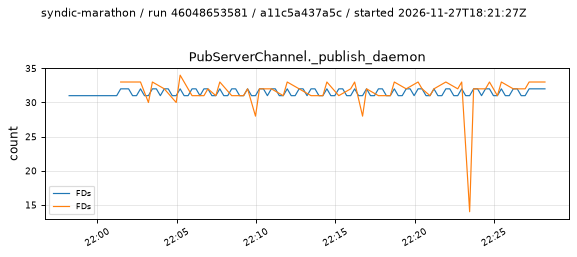 syndic-marathon / run 46048653581 / a11c5a437a5c / started 2026-11-27T18:21:27Z
PubServerChannel._publish_daemon
count
35
30
25
20
15
FDs
FDs
22:00
22:05
22:10
22:15
22:20
22:25